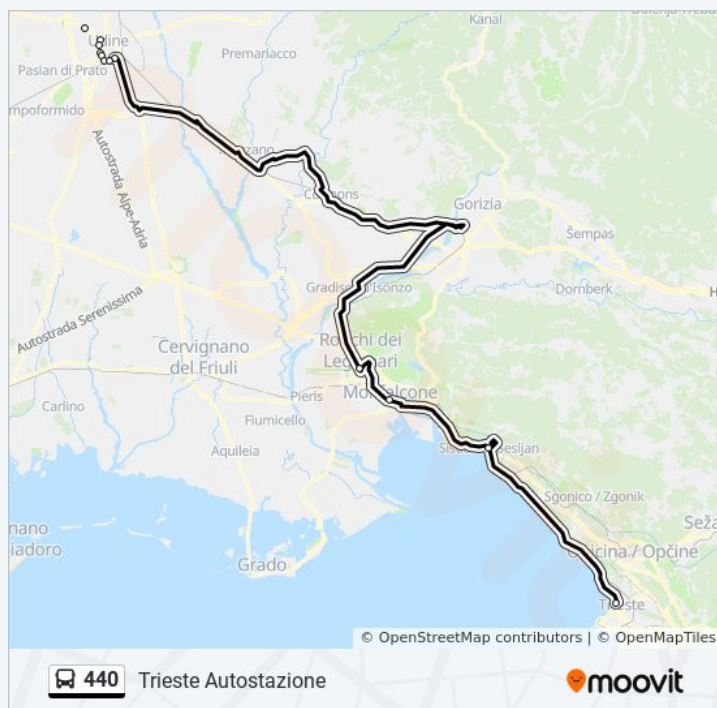 Kanal
Udine
Premariacco
Pasian di Prato
mpoformido
Autostrada Alpe-Adria
Gorizia
Šempas
Gradisca d'Isonzo
Dornberk
H
Autostrada Serenissima
Cervignano
del Friuli
Ronchi dei
Legionari
Carlino
Pieris
Monfalcone
Fiumicello
Aquileia
Sgonico / Zgonik
Seža
nano
iadoro
Grado
Opicina / Opčine
Trieste
© OpenStreetMap contributors | © OpenMapTiles
440 Trieste Autostazione
moovit